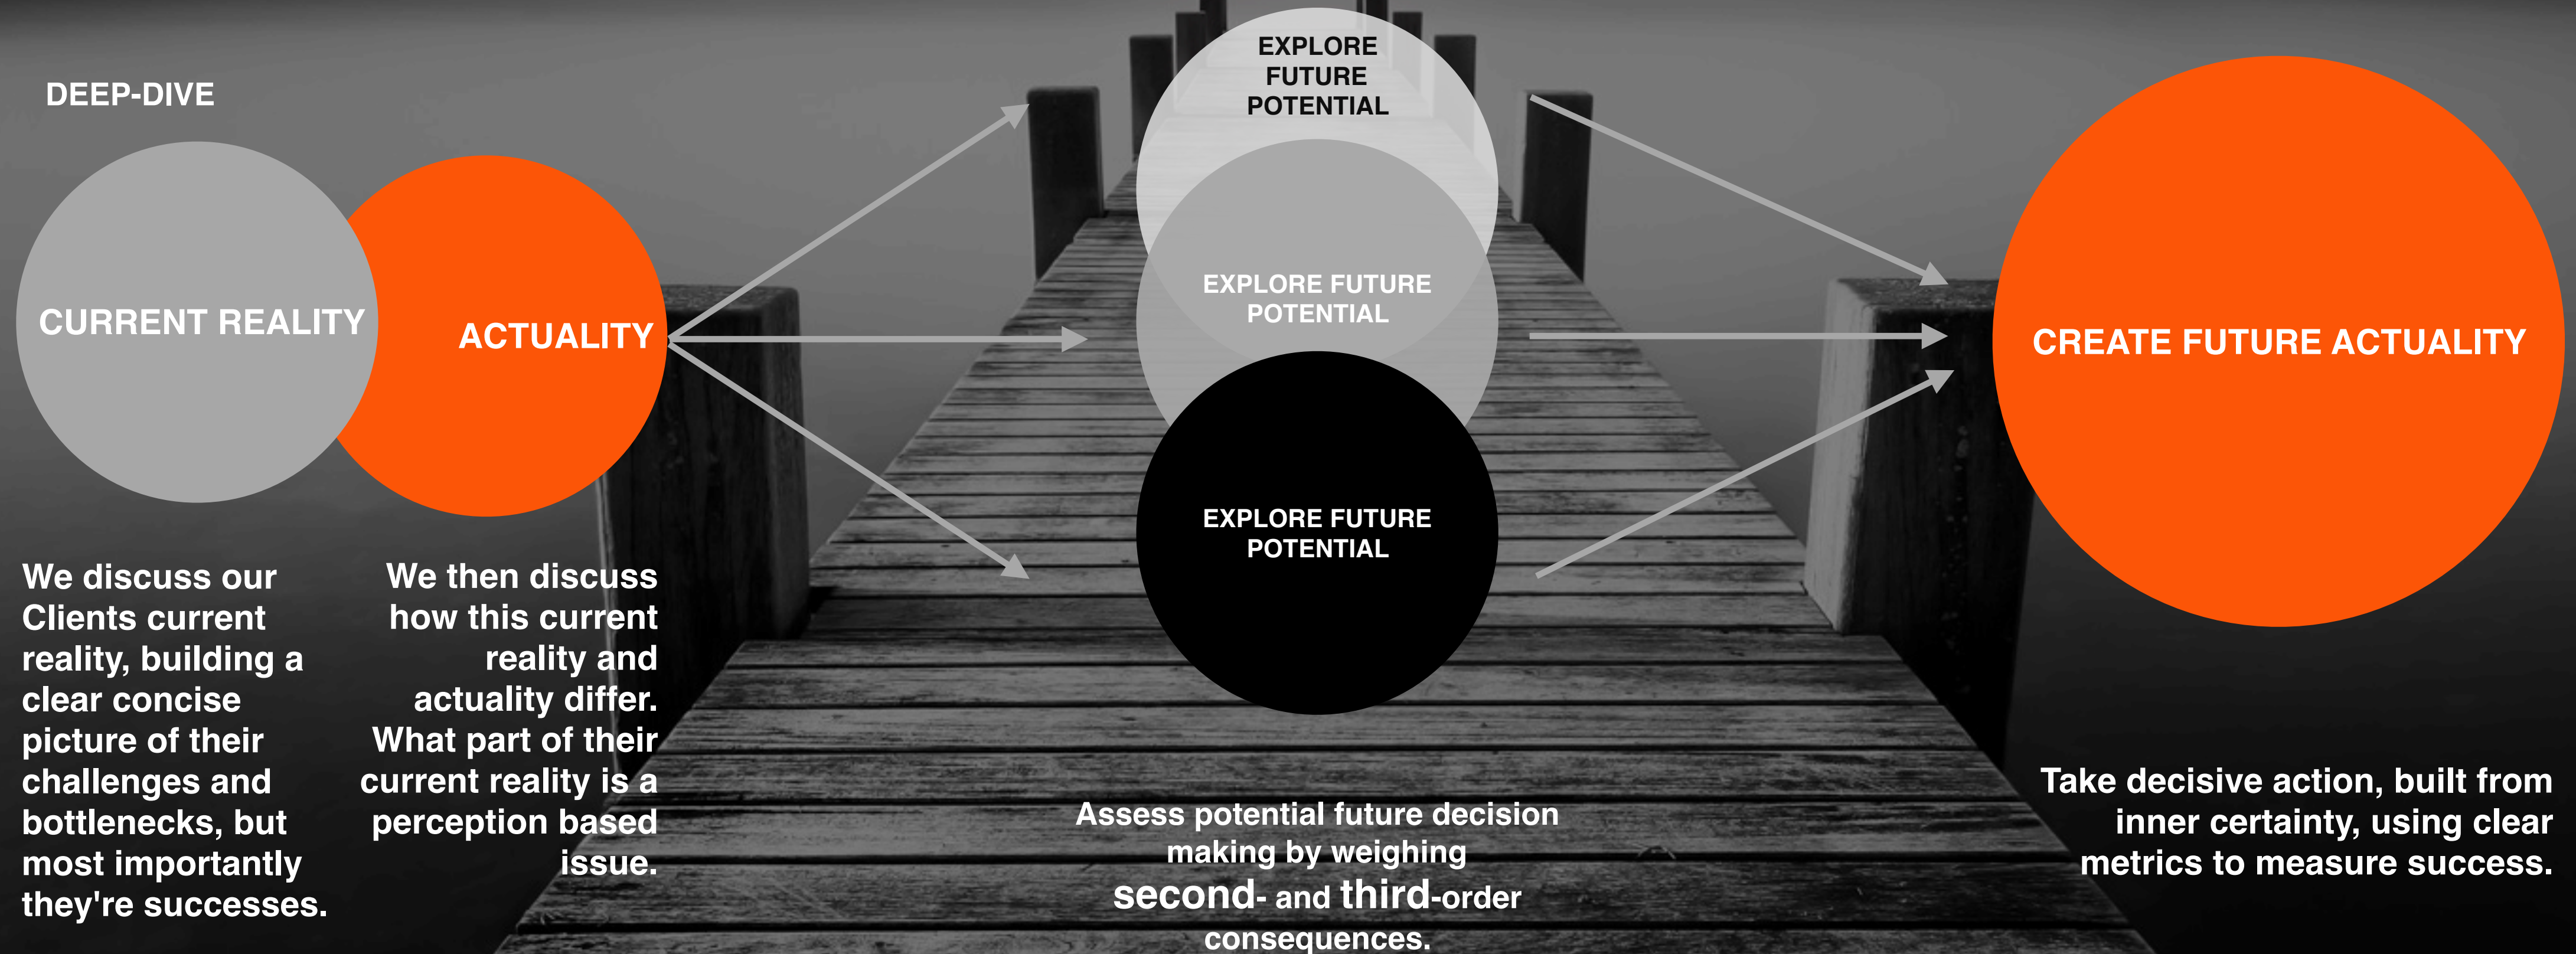 DEEP-DIVE
CURRENT REALITY
ACTUALITY
We discuss our
Clients current
reality, building a
clear concise
picture of their
challenges and
bottlenecks, but
most importantly
they're successes.
We then discuss
how this current
reality and
actuality differ.
What part of their
current reality is a
perception based
issue.
EXPLORE
FUTURE
POTENTIAL
EXPLORE FUTURE
POTENTIAL
EXPLORE FUTURE
POTENTIAL
Assess potential future decision
making by weighing
second- and third-order
consequences.
CREATE FUTURE ACTUALITY
Take decisive action, built from
inner certainty, using clear
metrics to measure success.